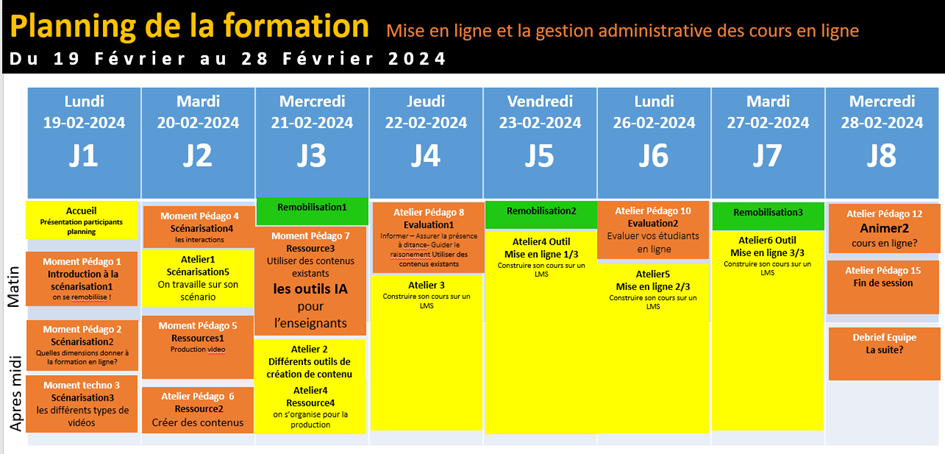 Planning de la formation Mise en ligne et la gestion administrative des cours en ligne
Du 19 Février au 28 Février 2024
Lundi
19-02-2024
J1
Mardi
20-02-2024
J2
Mercredi
21-02-2024
J3
Jeudi
22-02-2024
J4
Vendredi
23-02-2024
J5
Lundi
26-02-2024
J6
Mardi
27-02-2024
J7
Mercredi
28-02-2024
J8
Matin
Apres midi
Accueil
Présentation participants
planning
Moment Pédago 1
Introduction à la
scénarisation1
on se remobilise !
Moment Pédago 2
Scénarisation2
Quelles dimensions donner à
la formation en ligne?
Moment techno 3
Scénarisation3
les différents types de
vidéos
Moment Pédago 4
Scénarisation4
les interactions
Atelier1
Scénarisation5
On travaille sur son
scénario
Moment Pédago 5
Ressources1
Production video
Atelier Pédago 6
Ressource2
Créer des contenus
Remobilisation1
Moment Pédago 7
Ressource3
Utiliser des contenus
existants
les outils IA
pour
l'enseignants
Atelier 2
Différents outils de
création de contenu
Atelier4
Ressource4
on s'organise pour la
production
Atelier Pédago 8
Evaluation1
Informer – Assurer la présence
à ditance- Guider le
raisonement Utiliser des
contenus existants
Atelier 3
Construire son cours sur un
LMS
Remobilisation2
Atelier4 Outil
Mise en ligne 1/3
Construire son cours sur un
LMS
Atelier Pédago 10
Evaluation2
Evaluer vos étudiants
en ligne
Atelier5
Mise en ligne 2/3
Construire son cours sur un
LMS
Remobilisation3
Atelier6 Outil
Mise en ligne 3/3
Construire son cours sur un
LMS
Atelier Pédago 12
Animer2
cours en ligne?
Atelier Pédago 15
Fin de session
Debrief Equipe
La suite?